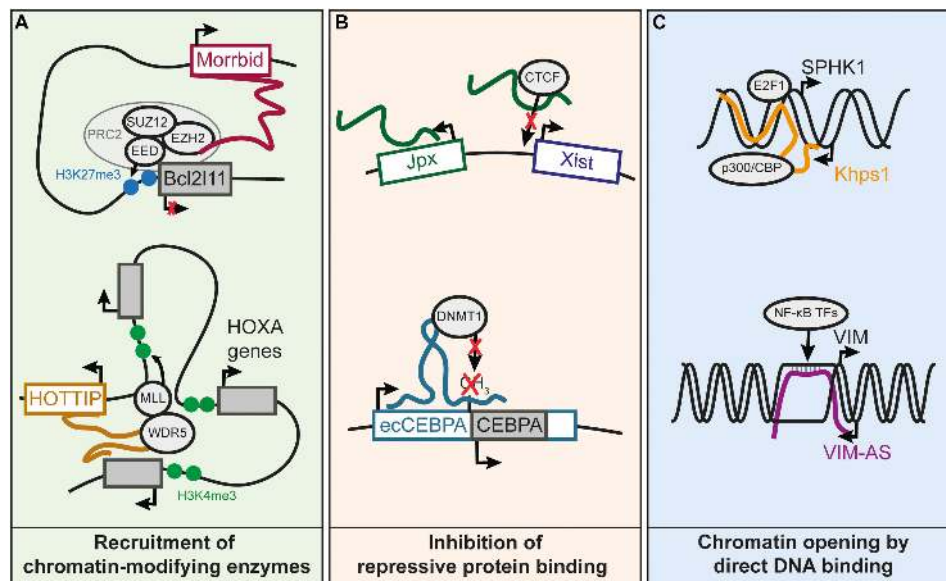 A
Morrbid
SUZ12
PRC2
EZH2
EED
H3K27me3
Bcl2l11
HOXA
genes
HOTTIP
MLL
WDR5
H3K4me3
Recruitment of
chromatin-modifying enzymes
B
CTCF
Jpx
Xist
DNMT1
CH3
ecCEBPA
CEBPA
Inhibition of
repressive protein binding
C
SPHK1
E2F1
p300/CBP
Khps1
NF-κB TFs
VIM
VIM-AS
Chromatin opening by
direct DNA binding